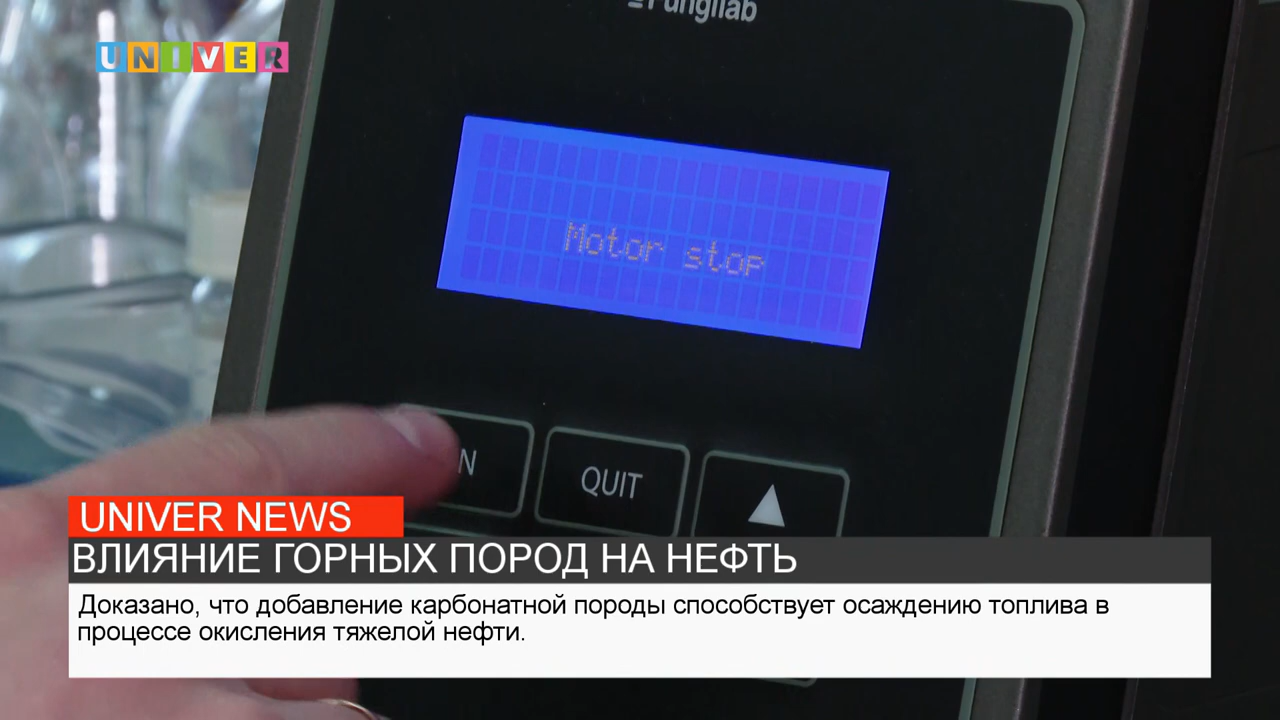 Fungilab
UNIVER
Motor stop
QUIT
UNIVER NEWS
ВЛИЯНИЕ ГОРНЫХ ПОРОД НА НЕФТЬ
Доказано, что добавление карбонатной породы способствует осаждению топлива в
процессе окисления тяжелой нефти.